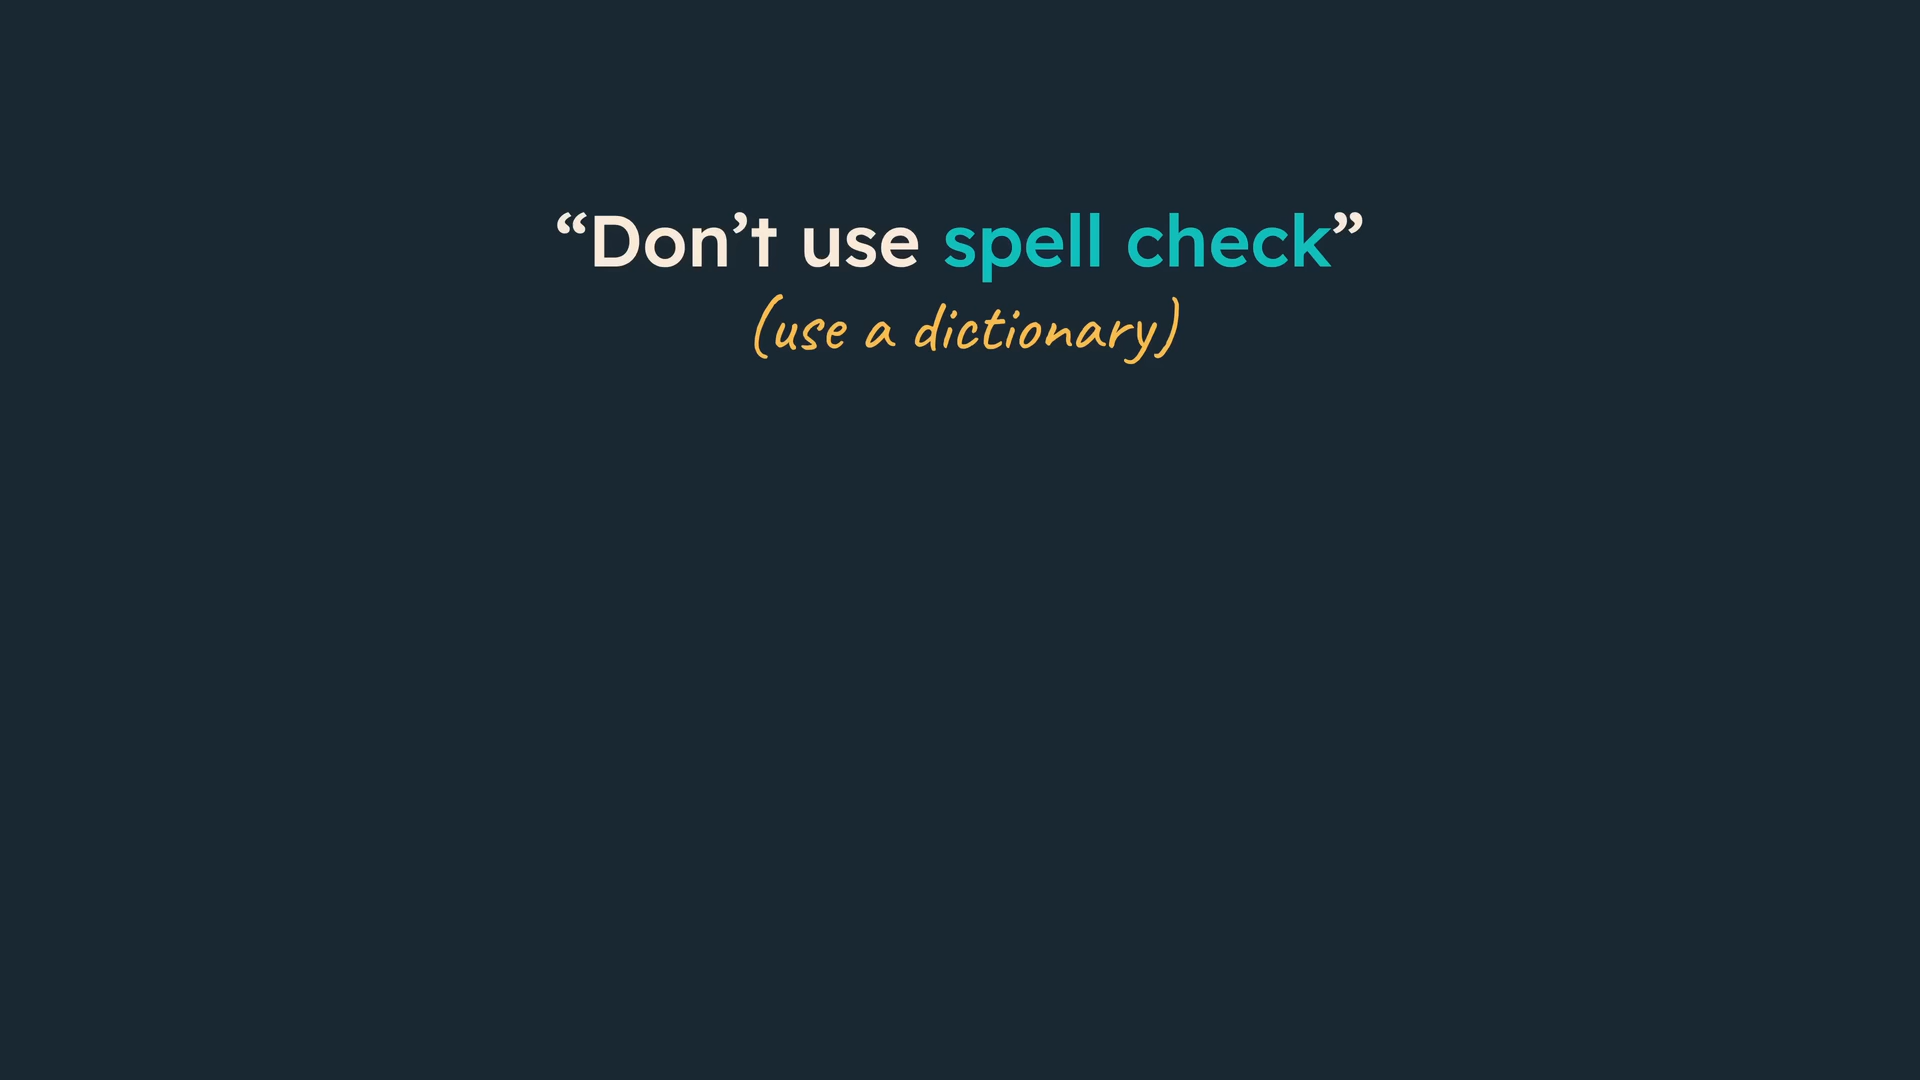 “Don’t use spell check”
(use a dictionary)